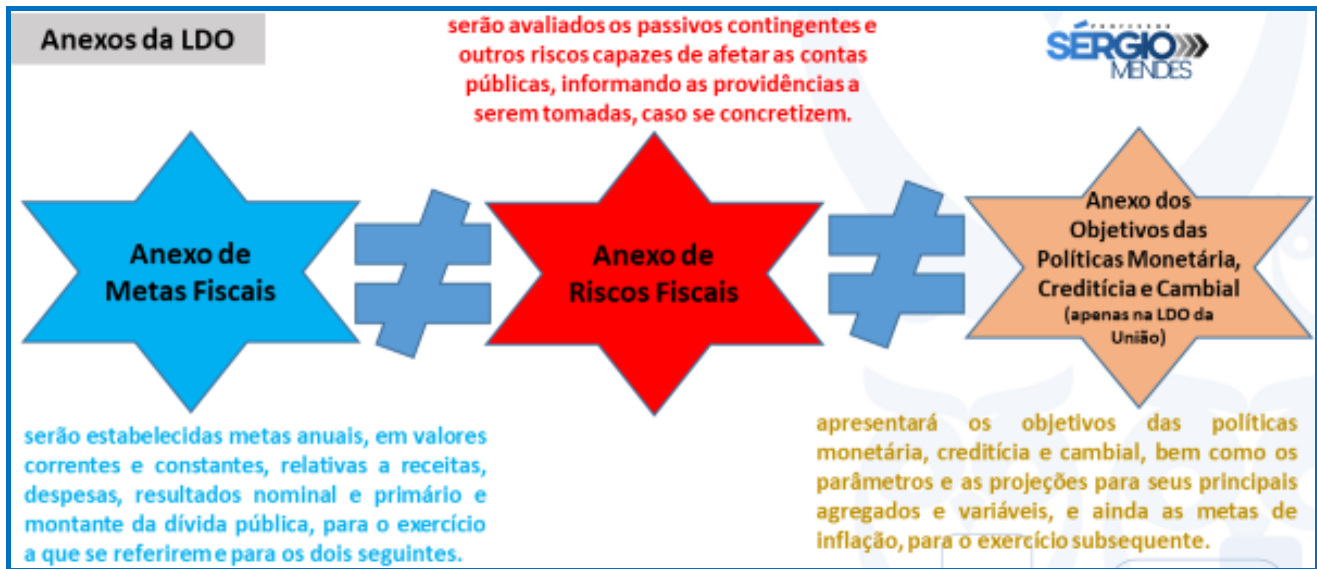 Anexos da LDO
serão avaliados os passivos contingentes e
outros riscos capazes de afetar as contas
públicas, informando as providências a
serem tomadas, caso se concretizem.
PROFESSOR
SÉRGIO
MENDES
Anexo de
Metas Fiscais
Anexo de
Riscos Fiscais
Anexo dos
Objetivos das
Políticas Monetária,
Creditícia e Cambial
(apenas na LDO da
União)
serão estabelecidas metas anuais, em valores
correntes e constantes, relativas a receitas,
despesas, resultados nominal e primário e
montante da dívida pública, para o exercício
a que se referirem e para os dois seguintes.
apresentará os objetivos das políticas
monetária, creditícia e cambial, bem como os
parâmetros e as projeções para seus principais
agregados e variáveis, e ainda as metas de
inflação, para o exercício subsequente.